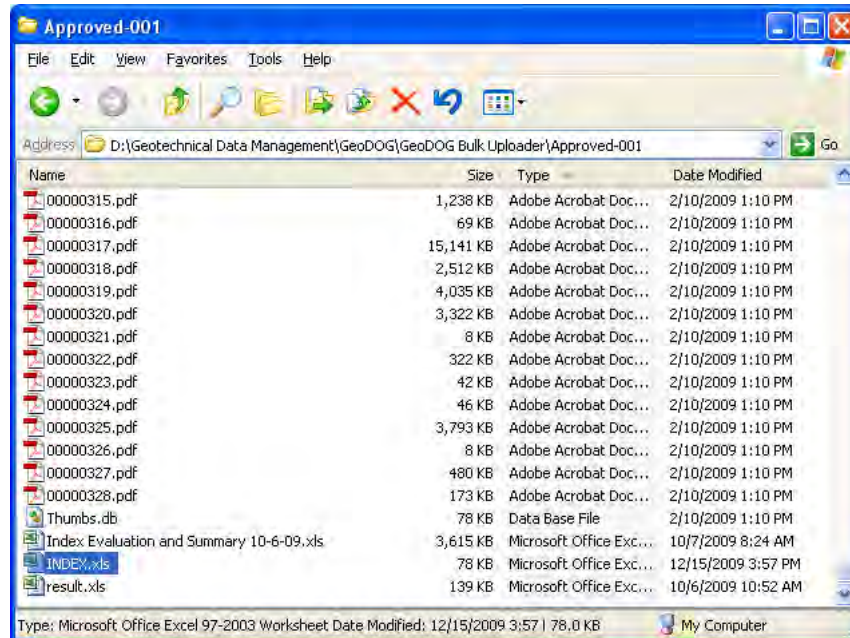 Approved-001
File Edit View Favorites Tools Help
Address D:\Geotechnical Data Management\GeoDOG\GeoDOG Bulk Uploader\Approved-001 Go
Name Size Type Date Modified
00000315.pdf 1,238 KB Adobe Acrobat Doc... 2/10/2009 1:10 PM
00000316.pdf 69 KB Adobe Acrobat Doc... 2/10/2009 1:10 PM
00000317.pdf 15,141 KB Adobe Acrobat Doc... 2/10/2009 1:10 PM
00000318.pdf 2,512 KB Adobe Acrobat Doc... 2/10/2009 1:10 PM
00000319.pdf 4,035 KB Adobe Acrobat Doc... 2/10/2009 1:10 PM
00000320.pdf 3,322 KB Adobe Acrobat Doc... 2/10/2009 1:10 PM
00000321.pdf 8 KB Adobe Acrobat Doc... 2/10/2009 1:10 PM
00000322.pdf 322 KB Adobe Acrobat Doc... 2/10/2009 1:10 PM
00000323.pdf 42 KB Adobe Acrobat Doc... 2/10/2009 1:10 PM
00000324.pdf 46 KB Adobe Acrobat Doc... 2/10/2009 1:10 PM
00000325.pdf 3,793 KB Adobe Acrobat Doc... 2/10/2009 1:10 PM
00000326.pdf 8 KB Adobe Acrobat Doc... 2/10/2009 1:10 PM
00000327.pdf 480 KB Adobe Acrobat Doc... 2/10/2009 1:10 PM
00000328.pdf 173 KB Adobe Acrobat Doc... 2/10/2009 1:10 PM
Thumbs.db 78 KB Data Base File 2/10/2009 1:10 PM
Index Evaluation and Summary 10-6-09.xls 3,615 KB Microsoft Office Exc... 10/7/2009 8:24 AM
INDEX.xls 78 KB Microsoft Office Exc... 12/15/2009 3:57 PM
result.xls 139 KB Microsoft Office Exc... 10/6/2009 10:52 AM
Type: Microsoft Office Excel 97-2003 Worksheet Date Modified: 12/15/2009 3:57 | 78.0 KB My Computer